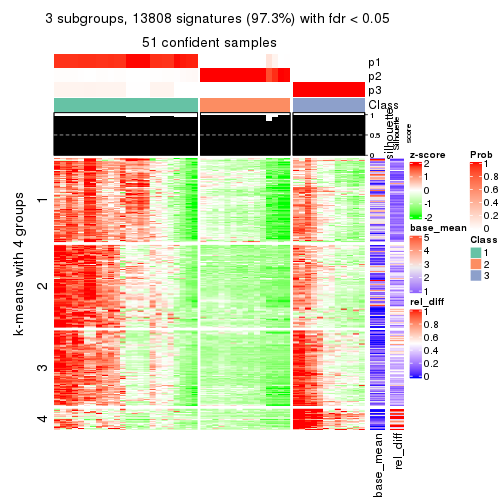 3 subgroups, 13808 signatures (97.3%) with fdr < 0.05
51 confident samples
p1
p2
p3
Class
1
0.5
0
silhouette
Silhouette
score
k-means with 4 groups
1
2
3
4
base_mean
rel_diff
z-score
2
1
0
-1
-2
base_mean
5
4
3
2
1
rel_diff
1
0.8
0.6
0.4
0.2
0
Prob
1
0.8
0.6
0.4
0.2
0
Class
1
2
3